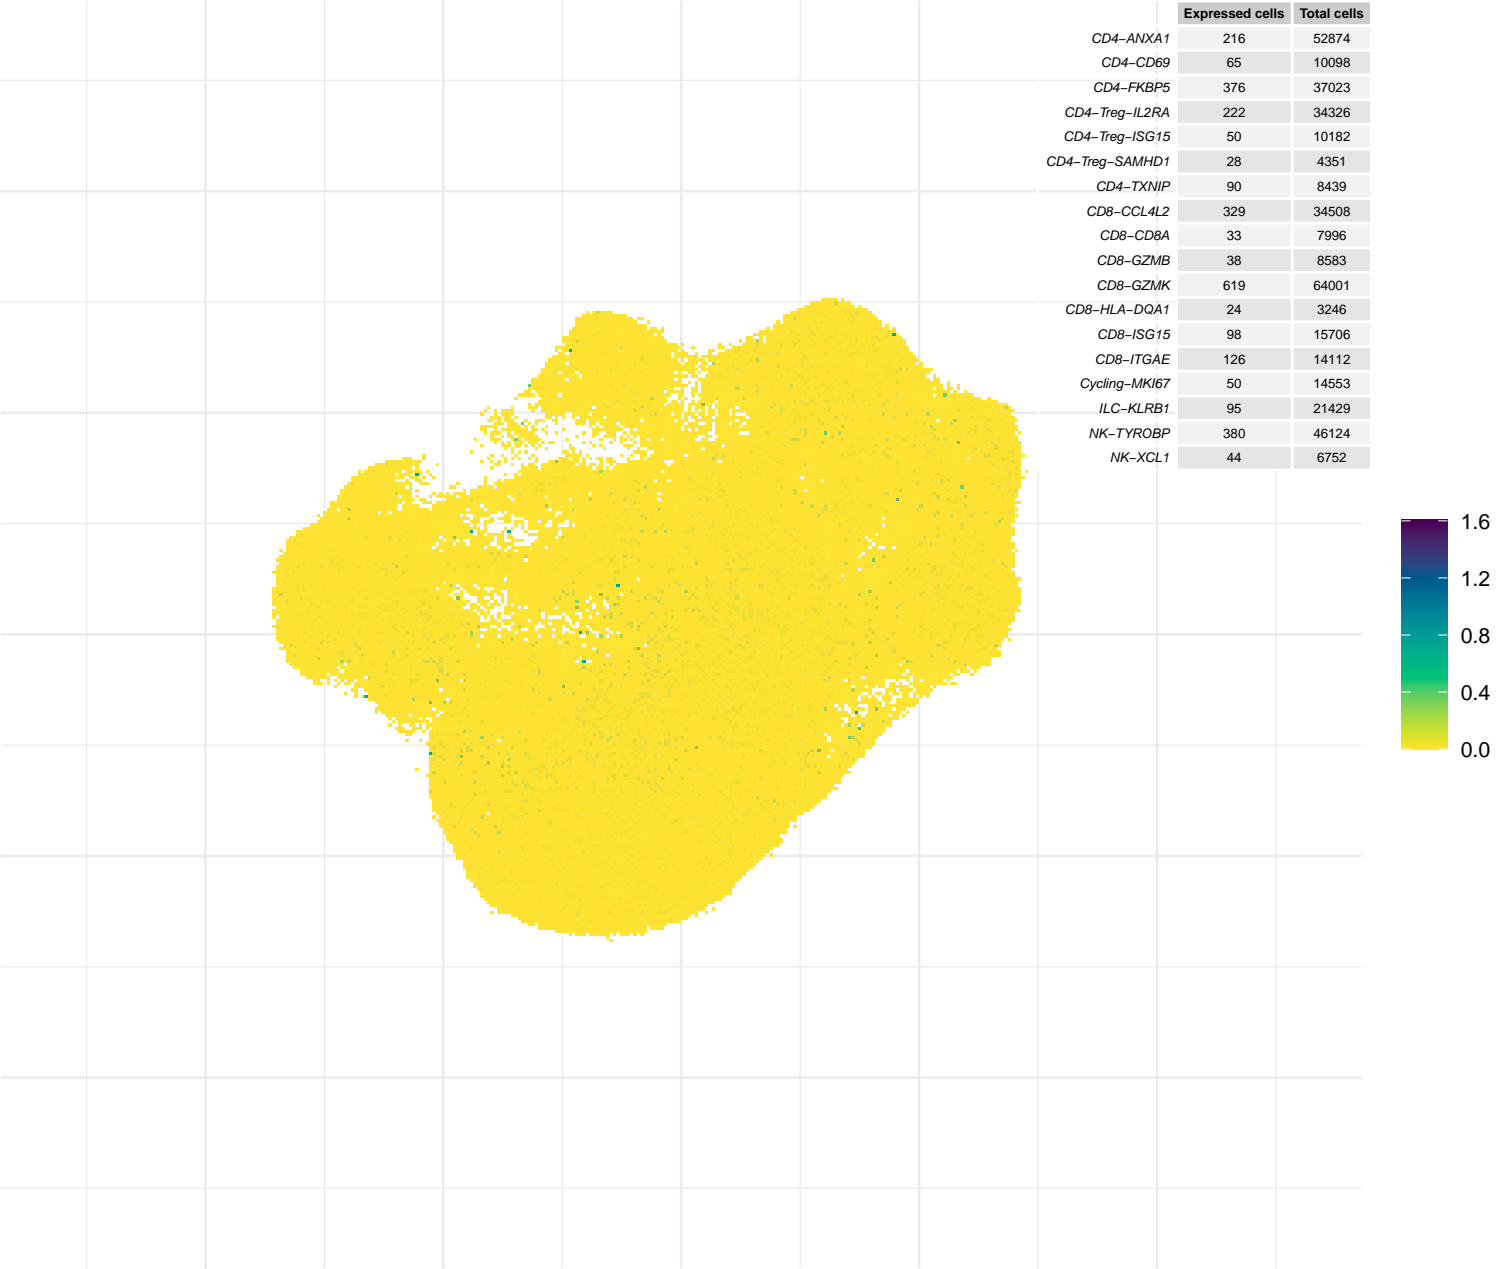 Expressed cells Total cells
CD4−ANXA1 216 52874
CD4−CD69 65 10098
CD4−FKBP5 376 37023
CD4−Treg−IL2RA 222 34326
CD4−Treg−ISG15 50 10182
CD4−Treg−SAMHD1 28 4351
CD4−TXNIP 90 8439
CD8−CCL4L2 329 34508
CD8−CD8A 33 7996
CD8−GZMB 38 8583
CD8−GZMK 619 64001
CD8−HLA−DQA1 24 3246
CD8−ISG15 98 15706
CD8−ITGAE 126 14112
Cycling−MKI67 50 14553
ILC−KLRB1 95 21429
NK−TYROBP 380 46124
NK−XCL1 44 6752
1.6
1.2
0.8
0.4
0.0